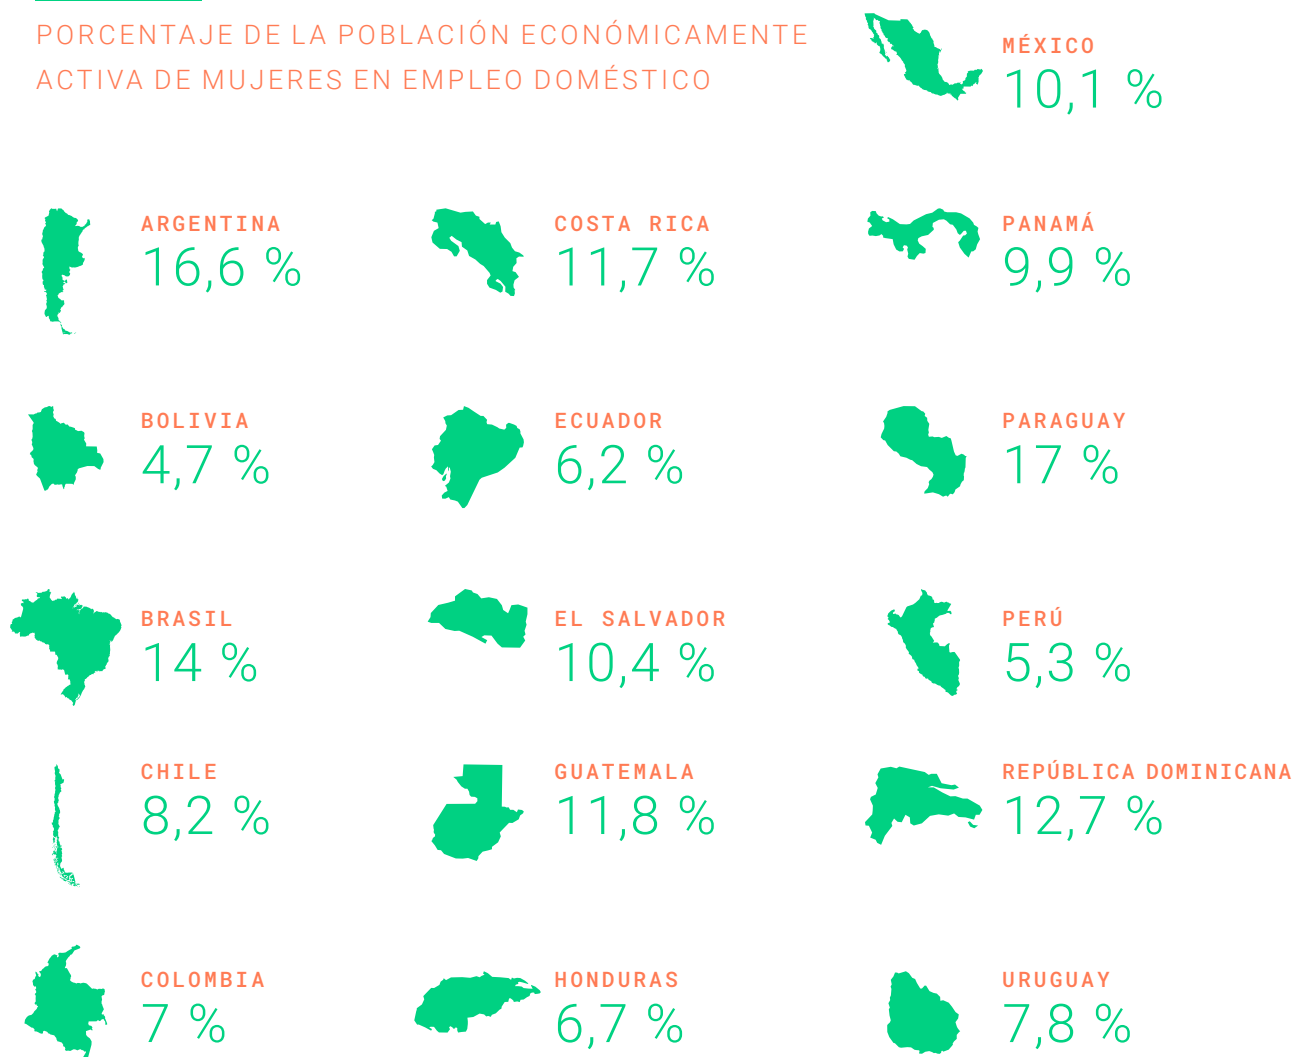 PORCENTAJE DE LA POBLACIÓN ECONÓMICAMENTE
ACTIVA DE MUJERES EN EMPLEO DOMÉSTICO
MÉXICO
10,1 %
ARGENTINA
16,6 %
COSTA RICA
11,7 %
PANAMÁ
9,9 %
BOLIVIA
4,7 %
ECUADOR
6,2 %
PARAGUAY
17 %
BRASIL
14 %
EL SALVADOR
10,4 %
PERÚ
5,3 %
CHILE
8,2 %
GUATEMALA
11,8 %
REPÚBLICA DOMINICANA
12,7 %
COLOMBIA
7 %
HONDURAS
6,7 %
URUGUAY
7,8 %